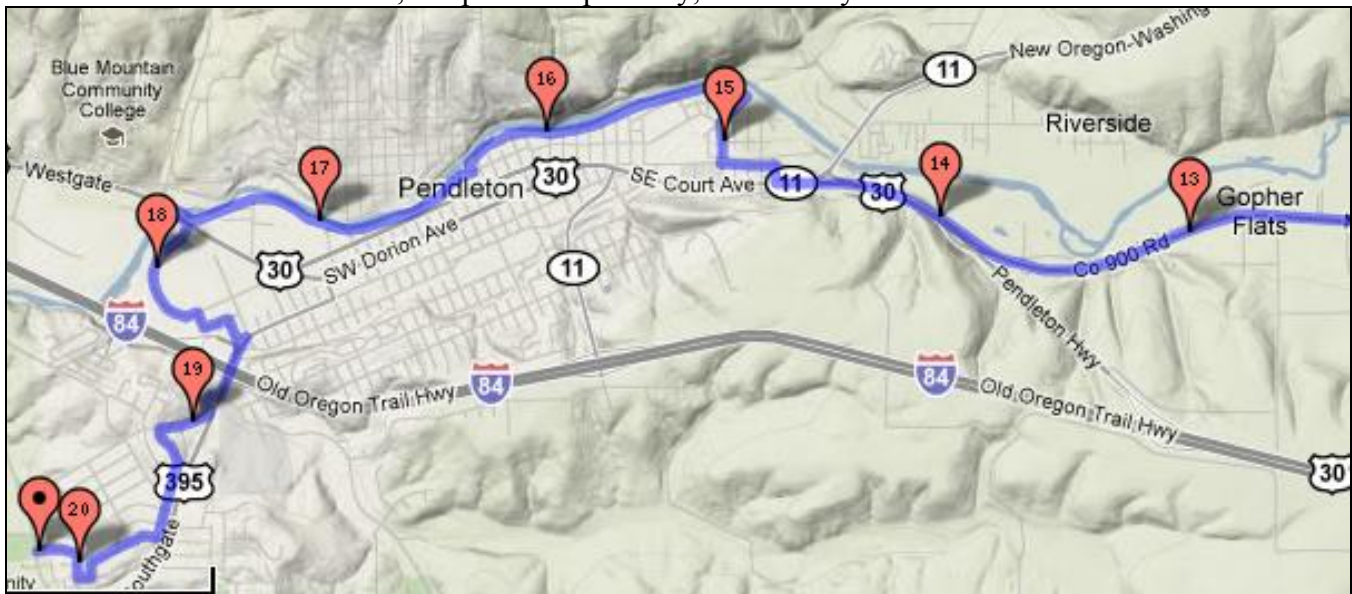 11
New Oregon-Washing
Blue Mountain
Community
College
16
15
Riverside
Westgate
17
Pendleton
30
SE Court Ave
11
30
14
13
Gopher
Flats
18
30
SW Dorion Ave
11
Co 900 Rd
Pendleton Hwy
84
19
Old Oregon Trail Hwy
84
84
Old Oregon Trail Hwy
30
395
20
outhgate
nity